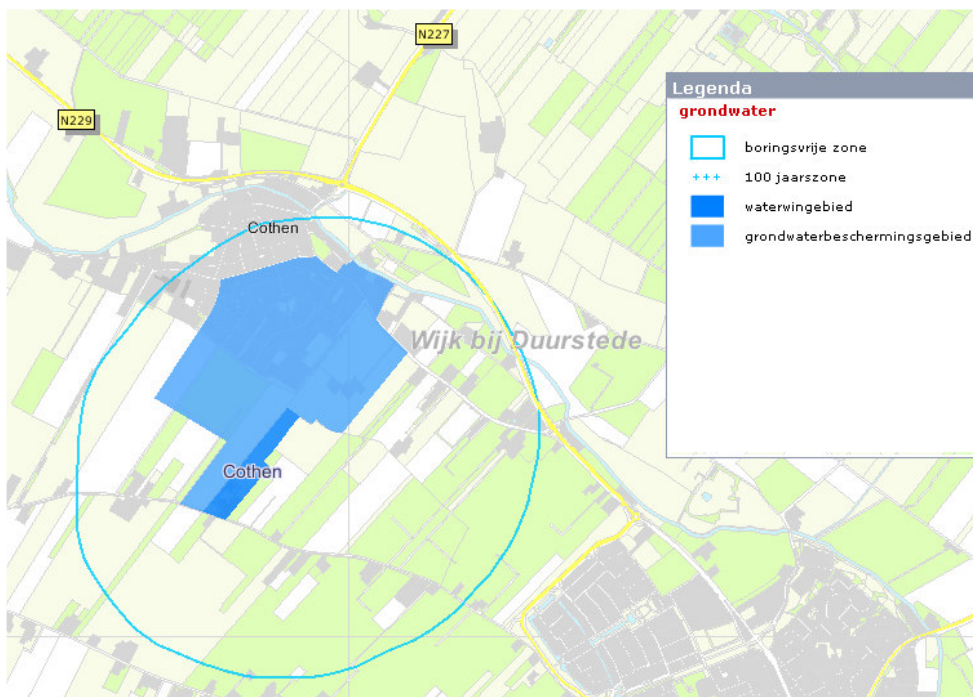 N227
N229
Cothen
Wijk bij Duurstede
Cothen
Legenda
grondwater
boringsvrije zone
100 jaarszone
waterwingebied
grondwaterbeschermingsgebied